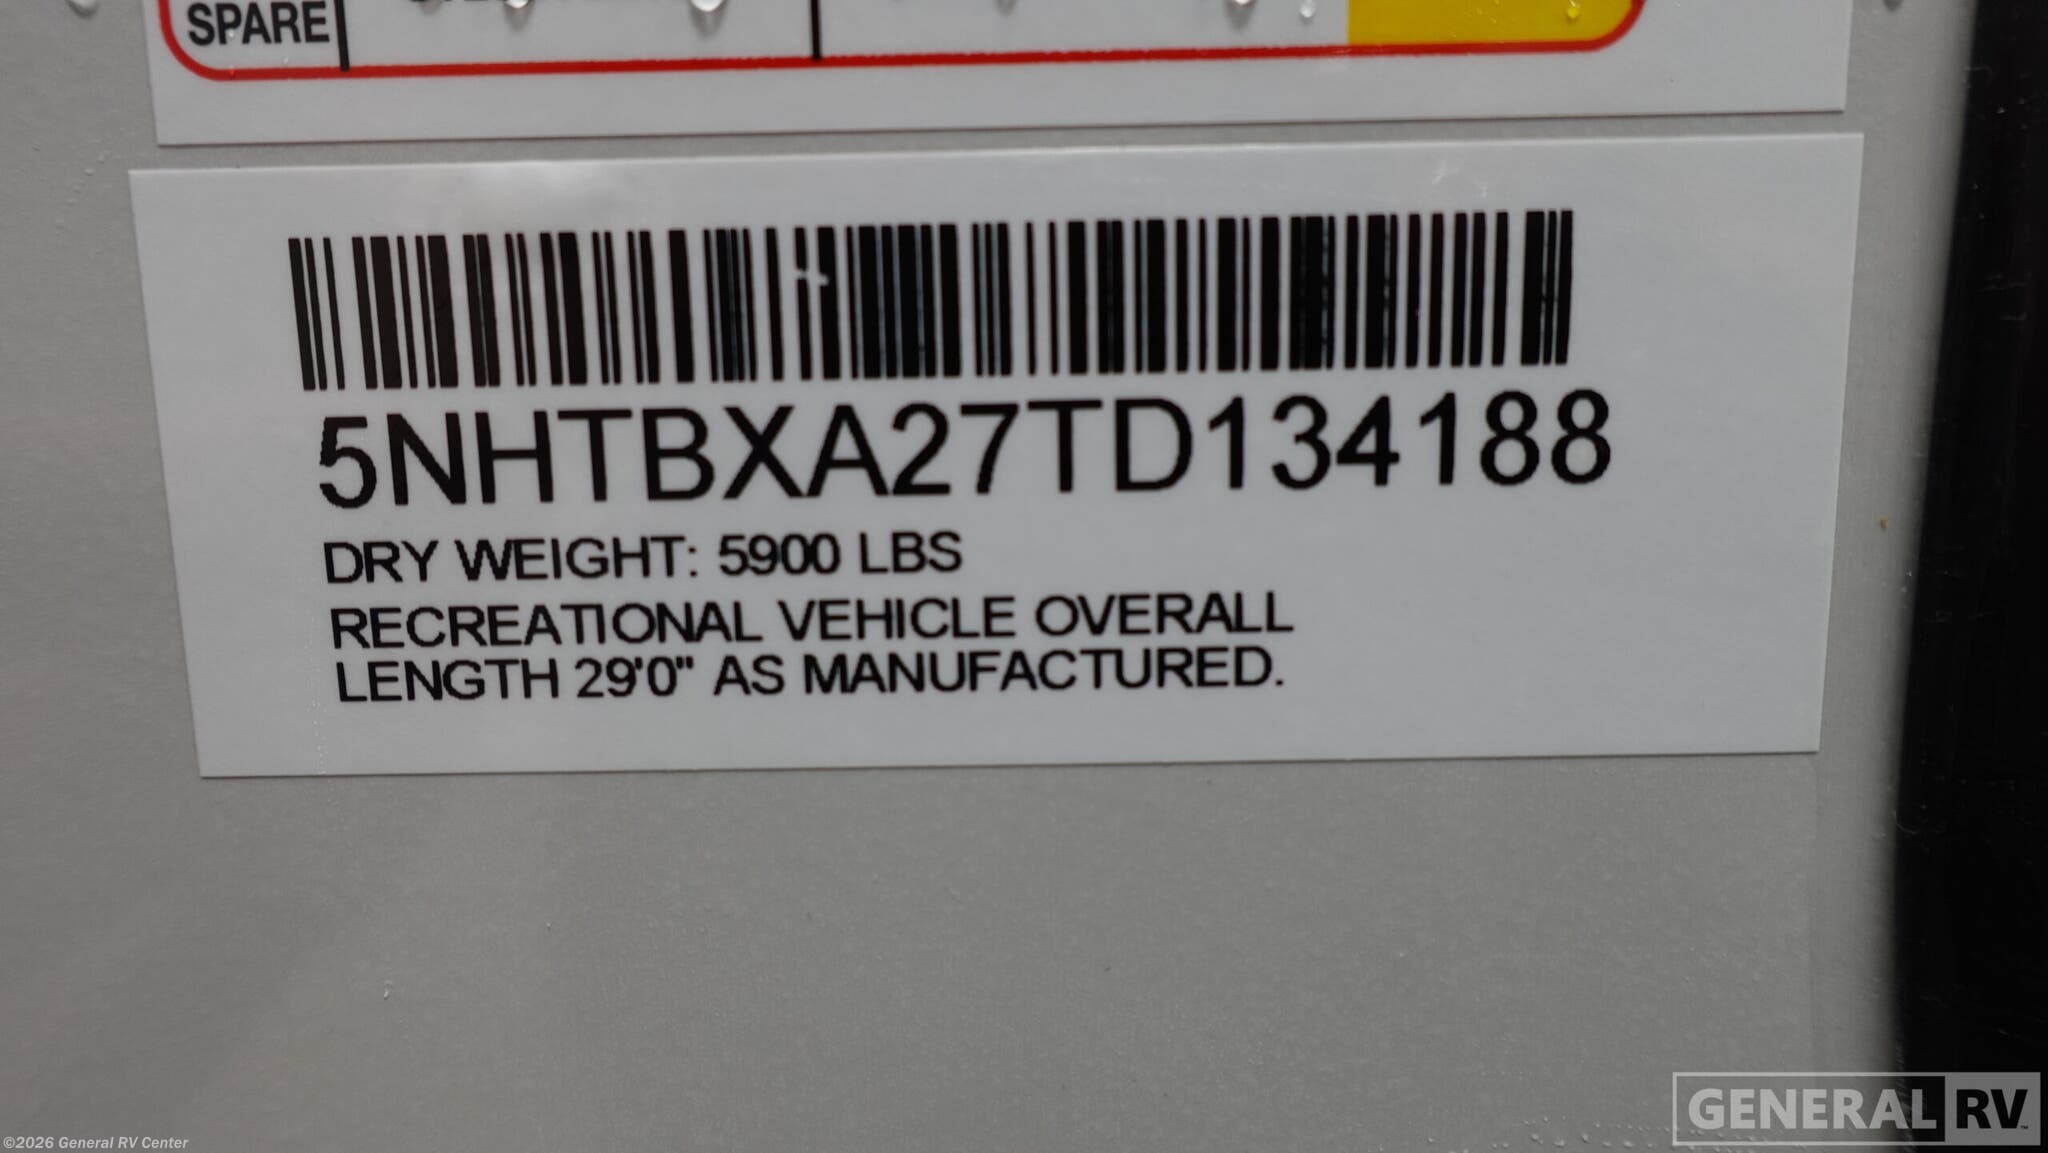 SPARE
5NHTBXA27TD134188
DRY WEIGHT: 5900 LBS
RECREATIONAL VEHICLE OVERALL
LENGTH 29'0" AS MANUFACTURED.
GENERAL RV
©2026 General RV Center